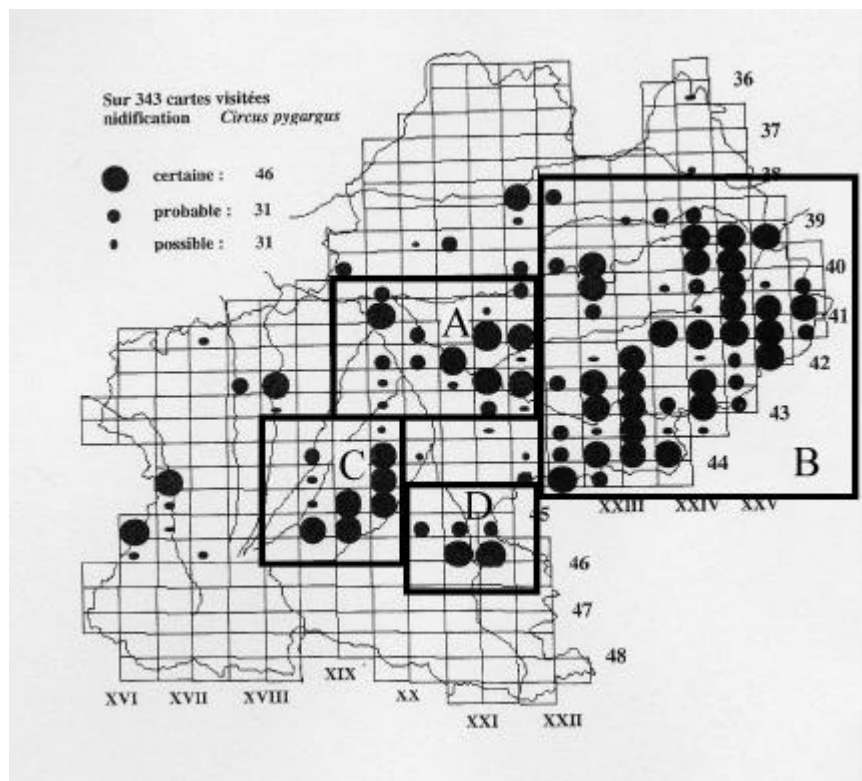 Sur 343 cartes visitées
nidification Circus pygargus
certaine : 46
probable : 31
possible : 31
36
37
38
39
40
41
42
43
44
45
46
47
48
A
B
C
D
XVI
XVII
XVIII
XIX
XX
XXI
XXII
XXIII
XXIV
XXV